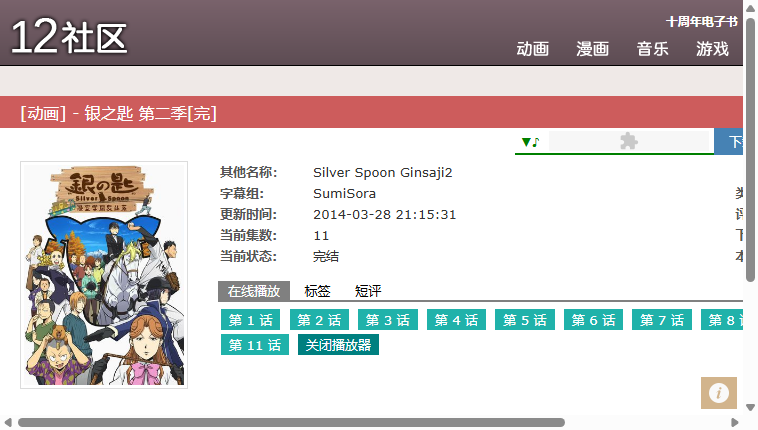 十周年电子书
12社区
动画 漫画 音乐 游戏
[动画] - 银之匙 第二季[完]
▼♪
銀の匙
Silver Spoon
其他名称: Silver Spoon Ginsaji2
字幕组: SumiSora
更新时间: 2014-03-28 21:15:31
当前集数: 11
当前状态: 完结
在线播放 标签 短评
第 1 话 第 2 话 第 3 话 第 4 话 第 5 话 第 6 话 第 7 话 第 8
第 11 话 关闭播放器